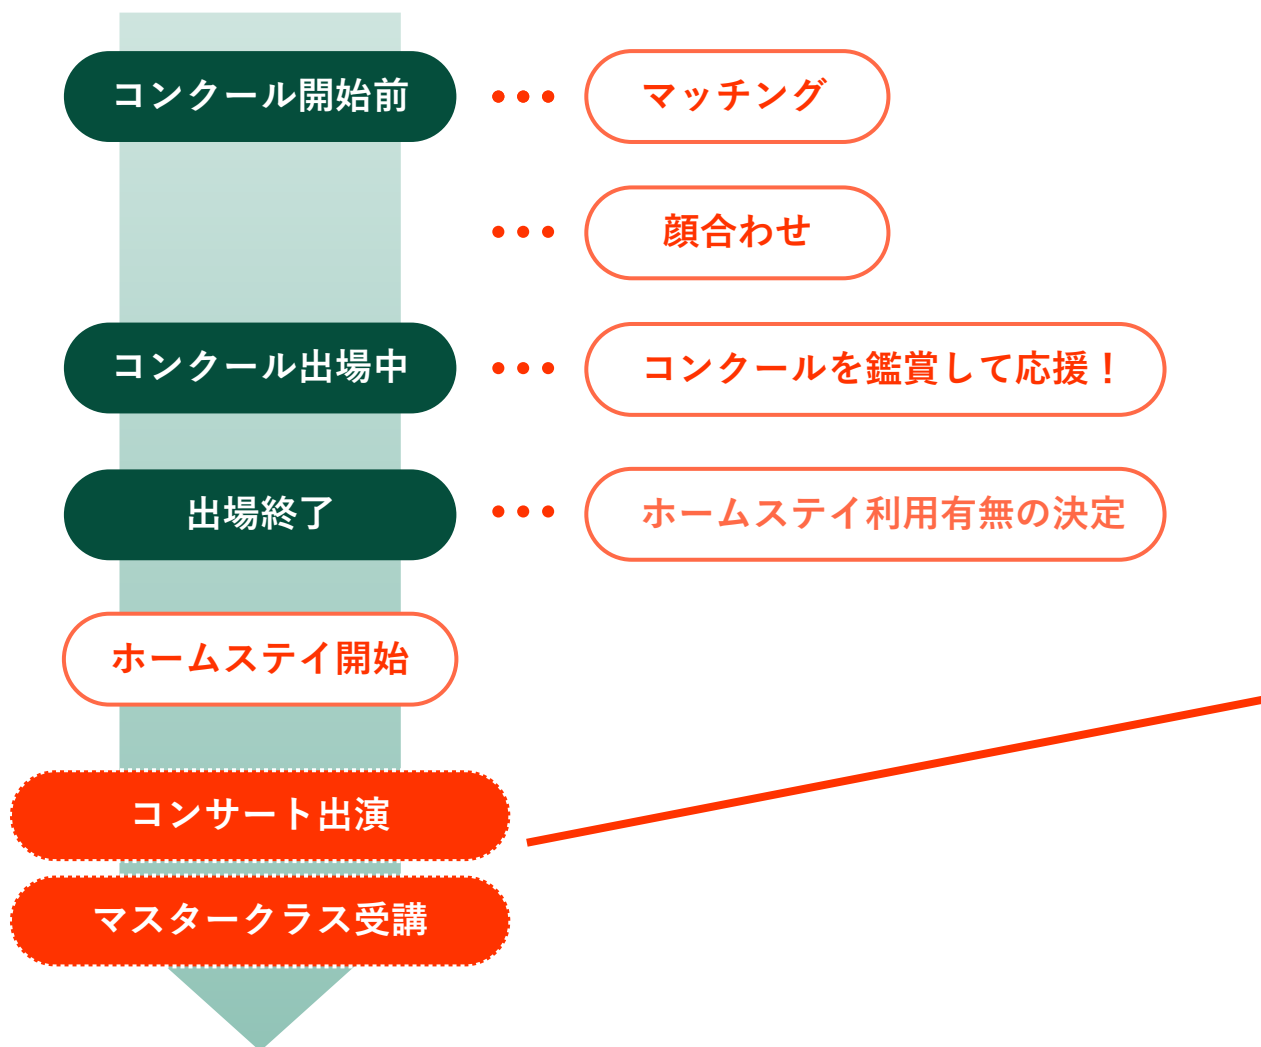 コンクール開始前
マッチング
顔合わせ
コンクール出場中
コンクールを鑑賞して応援！
出場終了
ホームステイ利用有無の決定
ホームステイ開始
コンサート出演
マスタークラス受講